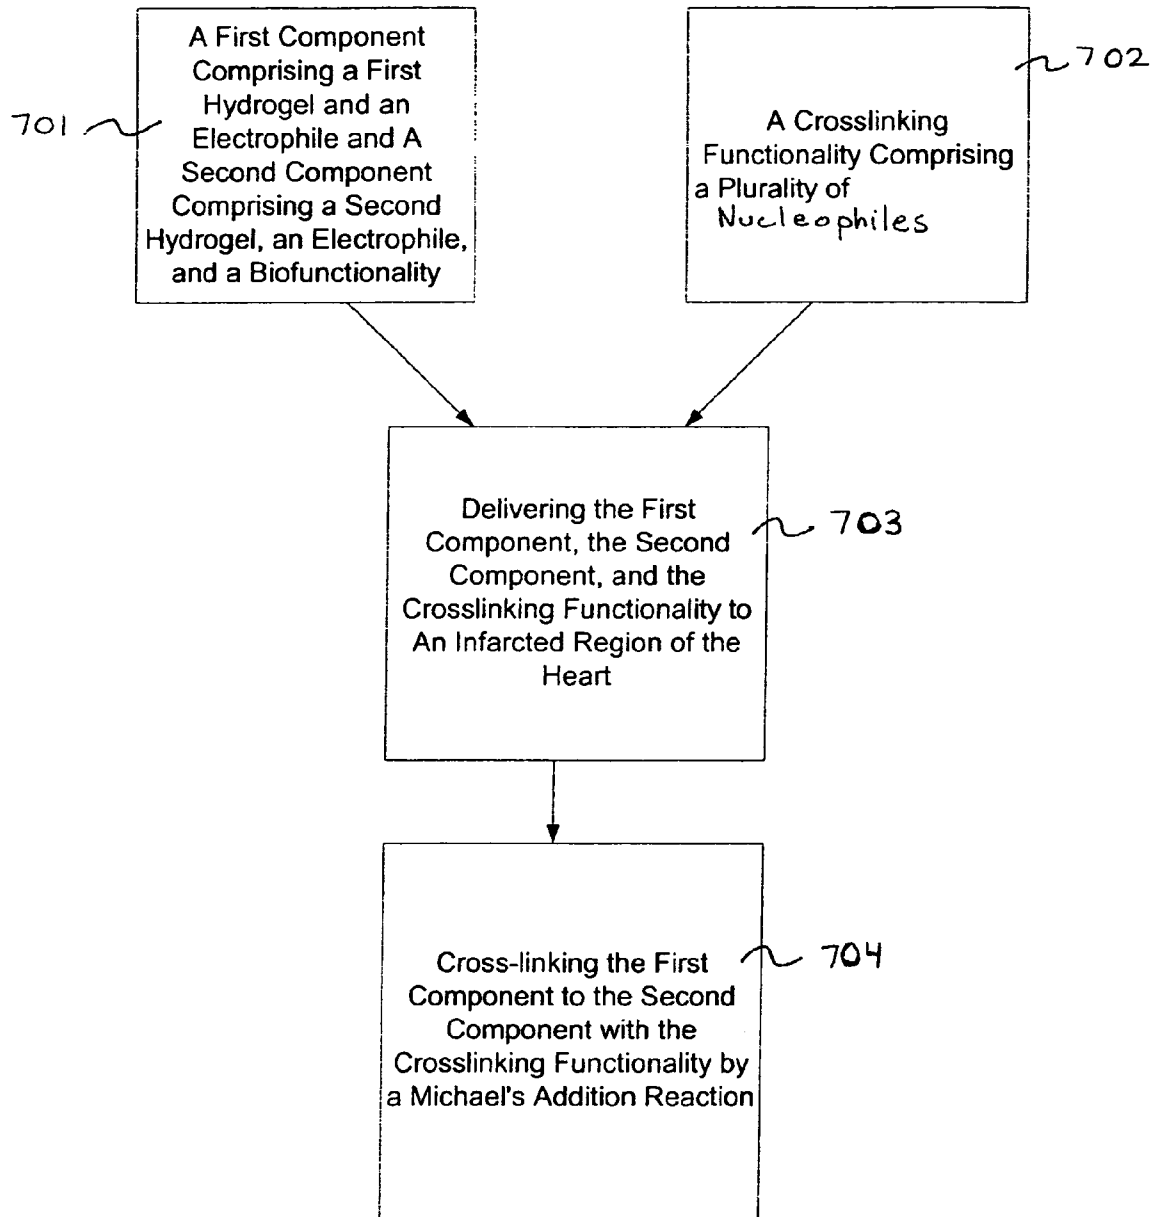 701
A First Component
Comprising a First
Hydrogel and an
Electrophile and A
Second Component
Comprising a Second
Hydrogel, an Electrophile,
and a Biofunctionality
702
A Crosslinking
Functionality Comprising
a Plurality of
Nucleophiles
703
Delivering the First
Component, the Second
Component, and the
Crosslinking Functionality to
An Infarcted Region of the
Heart
704
Cross-linking the First
Component to the Second
Component with the
Crosslinking Functionality by
a Michael's Addition Reaction